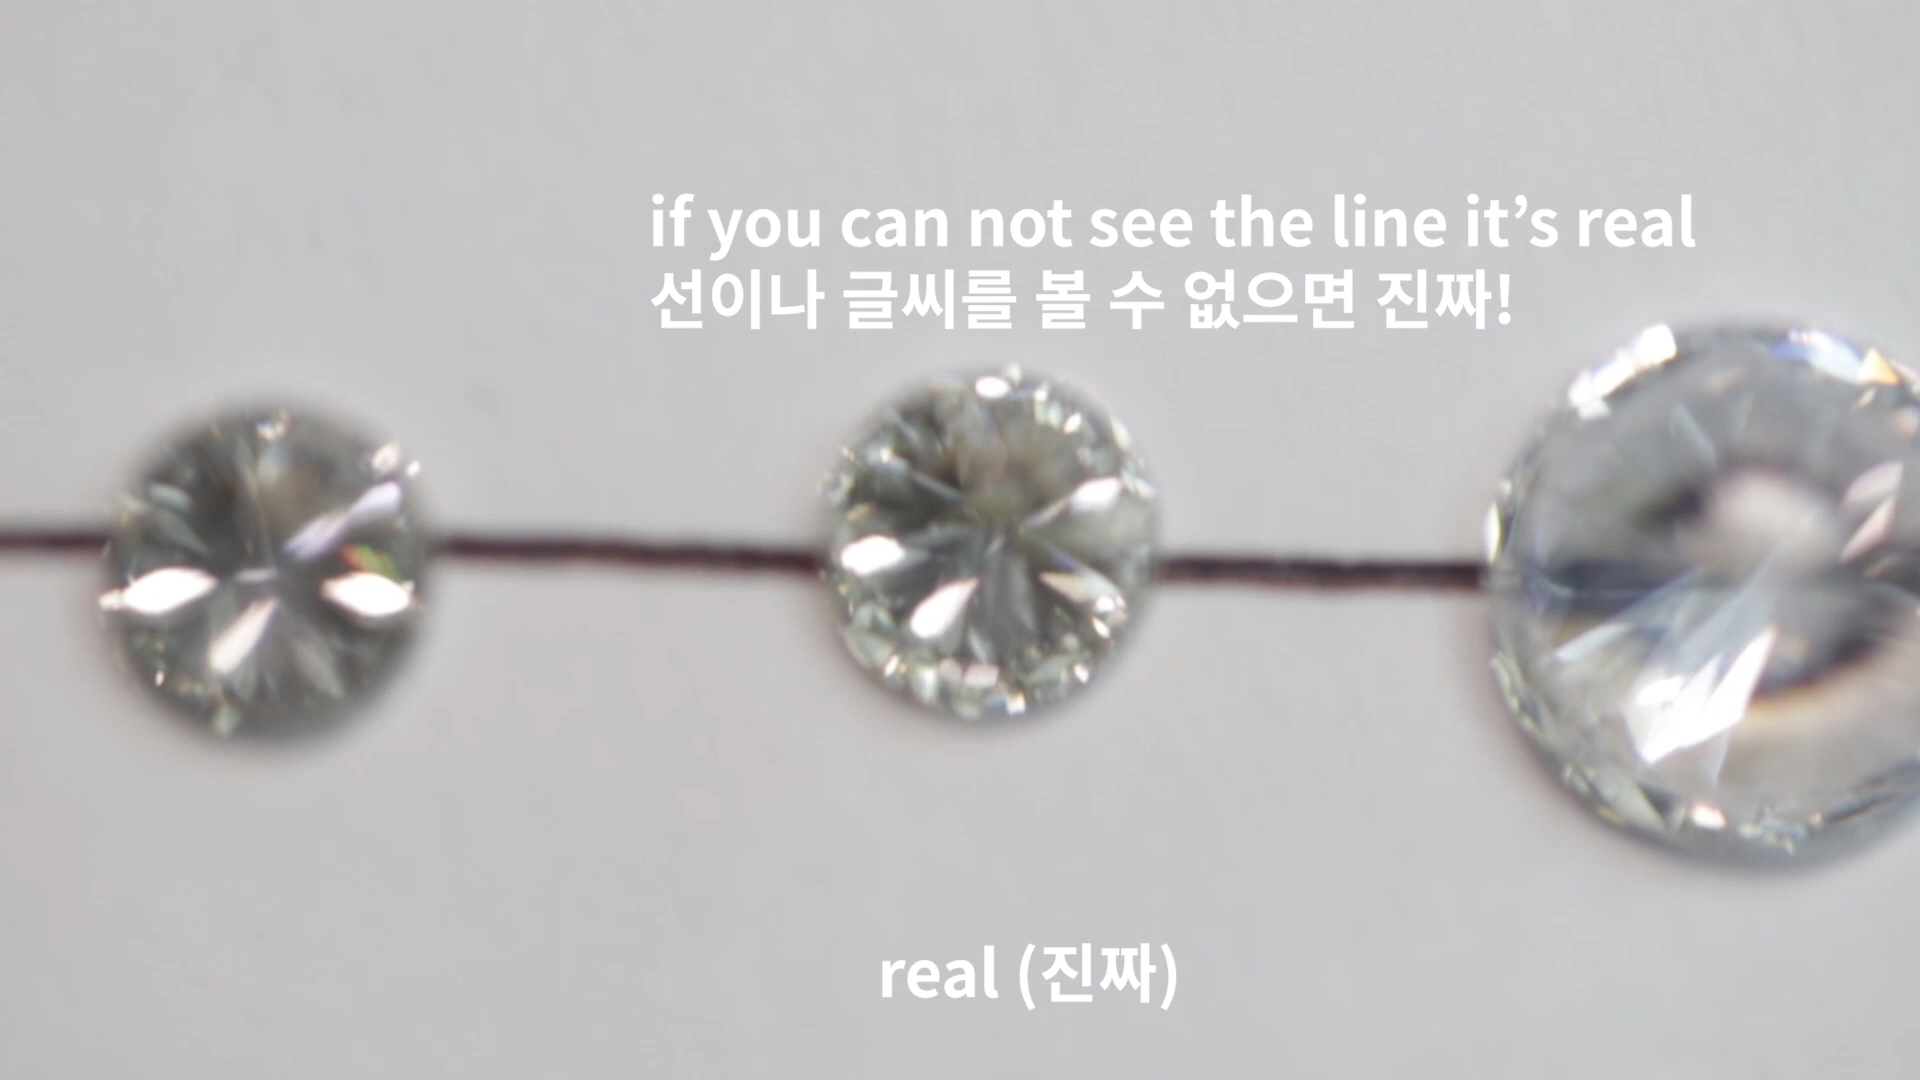 if you can not see the line it’s real
선이나 글씨를 볼 수 없으면 진짜!
real (진짜)